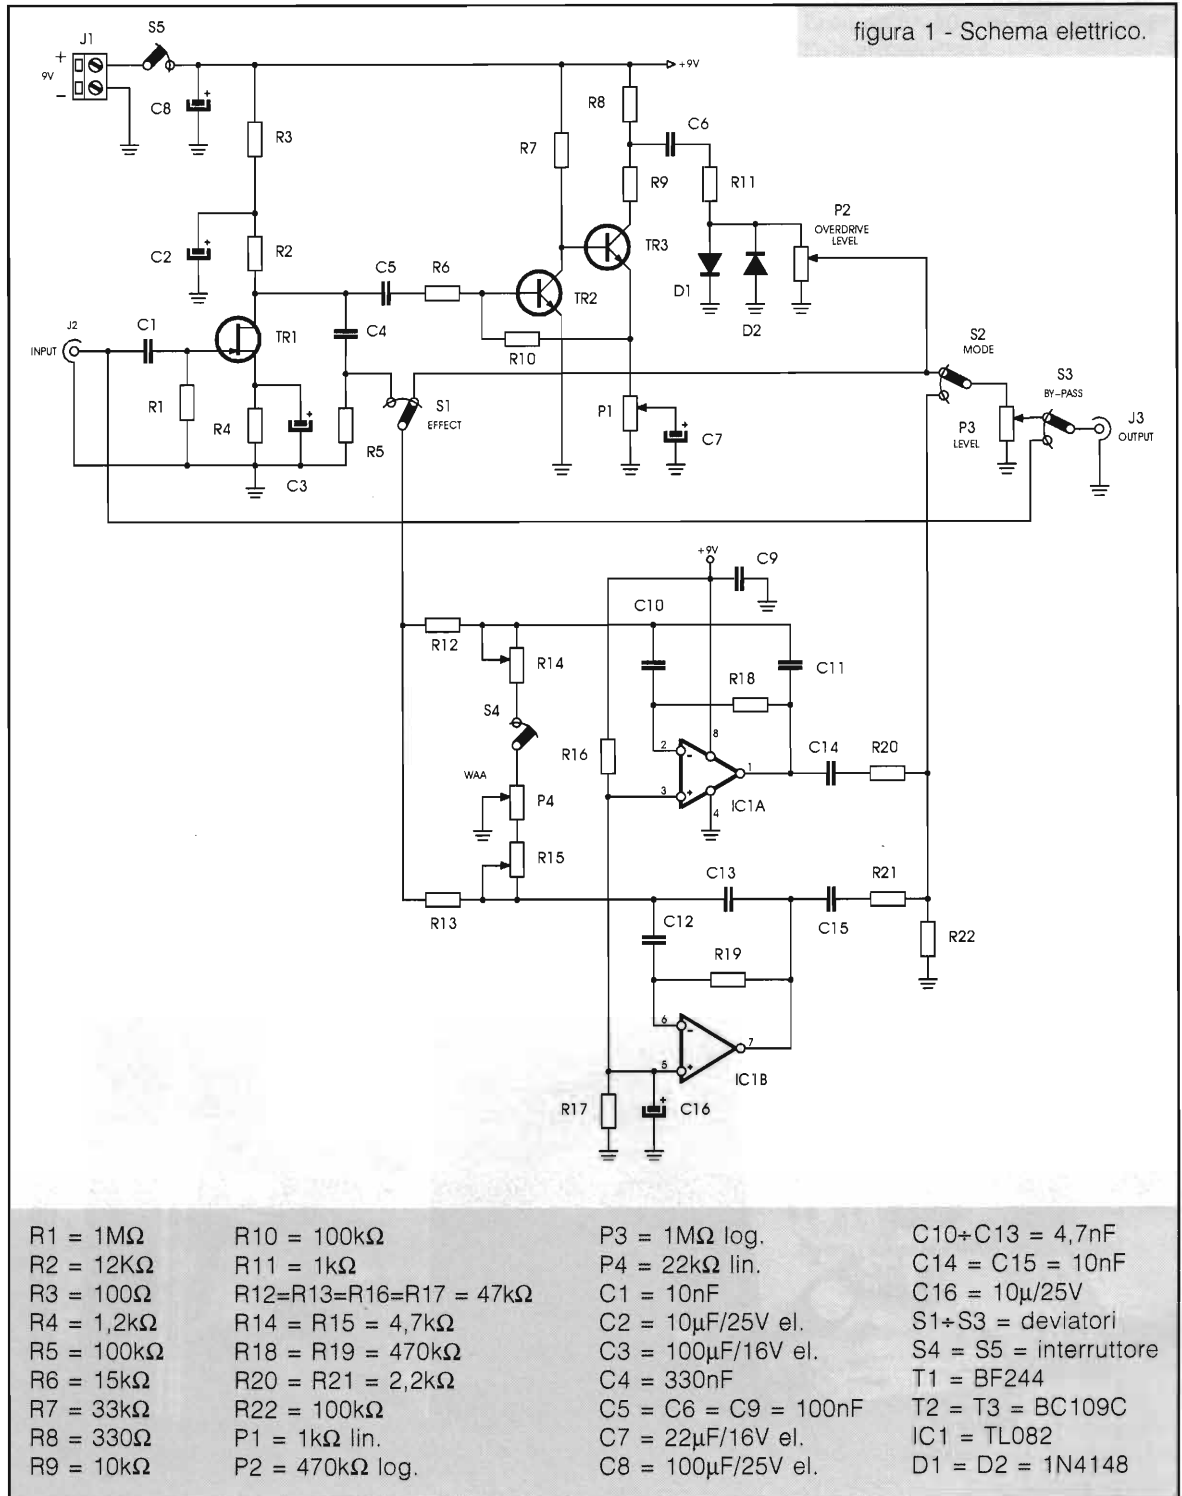 figura 1 - Schema elettrico.
J1
S5
+
9V
-
C8
+
+9V
R3
R8
C6
R7
R9
R11
P2
OVERDRIVE
LEVEL
C2
+
R2
TR3
C5
R6
D1
D2
TR2
J2
INPUT
C1
TR1
C4
R10
S2
MODE
S3
BY-PASS
R1
R4
+
C3
R5
S1
EFFECT
P1
+
C7
P3
LEVEL
J3
OUTPUT
+9V
C9
R12
C10
R14
R18
C11
S4
R16
2
-
8
1
C14
R20
WAA
P4
3
+
4
IC1A
R15
C13
R21
R13
C12
C15
R22
R19
6
-
7
5
+
IC1B
R17
+
C16
R1 = 1MΩ
R2 = 12KΩ
R3 = 100Ω
R4 = 1,2kΩ
R5 = 100kΩ
R6 = 15kΩ
R7 = 33kΩ
R8 = 330Ω
R9 = 10kΩ
R10 = 100kΩ
R11 = 1kΩ
R12=R13=R16=R17 = 47kΩ
R14 = R15 = 4,7kΩ
R18 = R19 = 470kΩ
R20 = R21 = 2,2kΩ
R22 = 100kΩ
P1 = 1kΩ lin.
P2 = 470kΩ log.
P3 = 1MΩ log.
P4 = 22kΩ lin.
C1 = 10nF
C2 = 10µF/25V el.
C3 = 100µF/16V el.
C4 = 330nF
C5 = C6 = C9 = 100nF
C7 = 22µF/16V el.
C8 = 100µF/25V el.
C10÷C13 = 4,7nF
C14 = C15 = 10nF
C16 = 10µ/25V
S1÷S3 = deviatori
S4 = S5 = interruttore
T1 = BF244
T2 = T3 = BC109C
IC1 = TL082
D1 = D2 = 1N4148